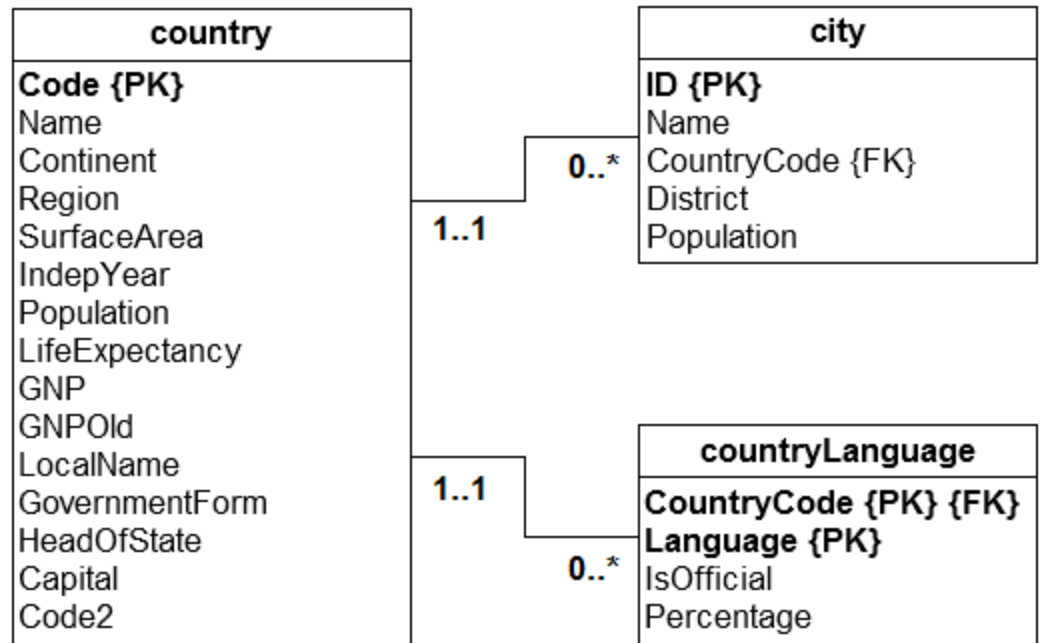 country
Code {PK}
Name
Continent
Region
SurfaceArea
IndepYear
Population
LifeExpectancy
GNP
GNPOld
LocalName
GovernmentForm
HeadOfState
Capital
Code2
1..1
0..*
1..1
0..*
city
ID {PK}
Name
CountryCode {FK}
District
Population
countryLanguage
CountryCode {PK} {FK}
Language {PK}
IsOfficial
Percentage